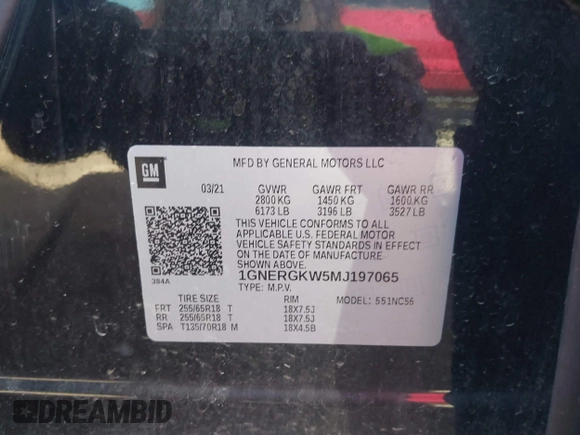 GM
MFD BY GENERAL MOTORS LLC
03/21 GVWR GAWR FRT GAWR RR
2800 KG 1450 KG 1600 KG
6173 LB 3196 LB 3527 LB
THIS VEHICLE CONFORMS TO ALL
APPLICABLE U.S. FEDERAL MOTOR
VEHICLE SAFETY STANDARDS IN EFFECT
ON THE DATE OF MANUFACTURE
SHOWN ABOVE.
384A
1GNERGKW5MJ197065
TYPE: M.P.V.
TIRE SIZE RIM MODEL: 551NC56
FRT 255/65R18 T 18X7.5J
RR 255/65R18 T 18X7.5J
SPA T135/70R18 M 18X4.5B
DREAMBID